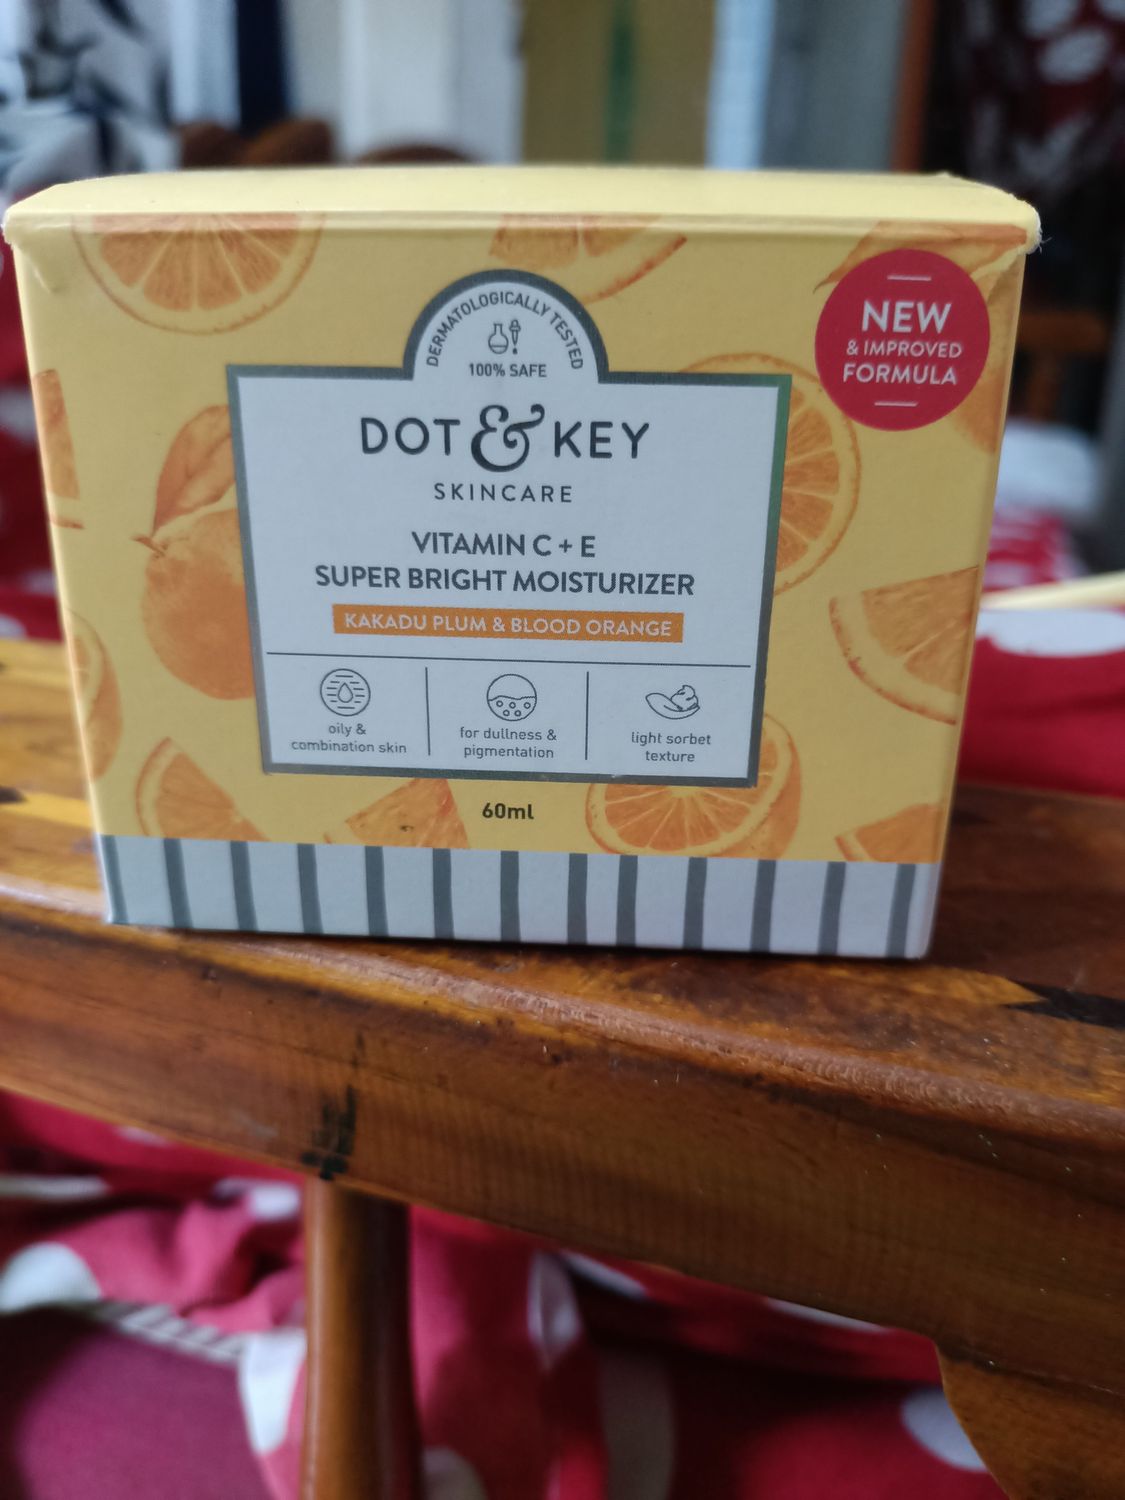 DERMATOLOGICALLY TESTED
100% SAFE
NEW
& IMPROVED
FORMULA
DOT & KEY
SKINCARE
VITAMIN C + E
SUPER BRIGHT MOISTURIZER
KAKADU PLUM & BLOOD ORANGE
oily &
combination skin
for dullness &
pigmentation
light sorbet
texture
60ml